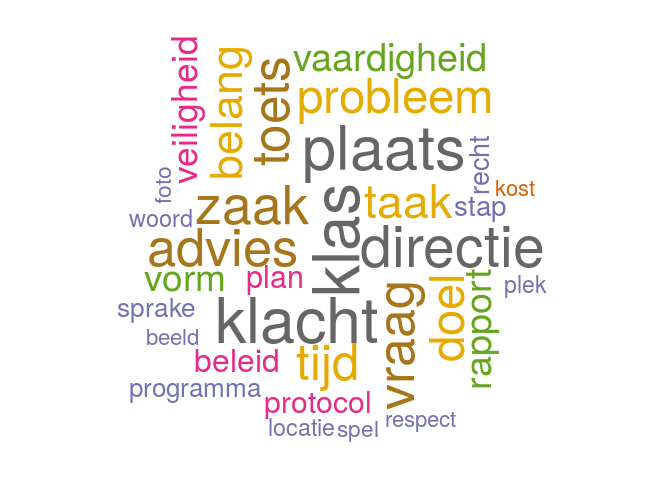 veiligheid
belang
toets
vaardigheid
probleem
plaats
foto
woord
zaak
klas
taak
recht
kost
stap
advies
directie
vorm
plan
plek
sprake
klacht
vraag
doel
rapport
beeld
beleid
tijd
programma
protocol
locatie
spel
respect